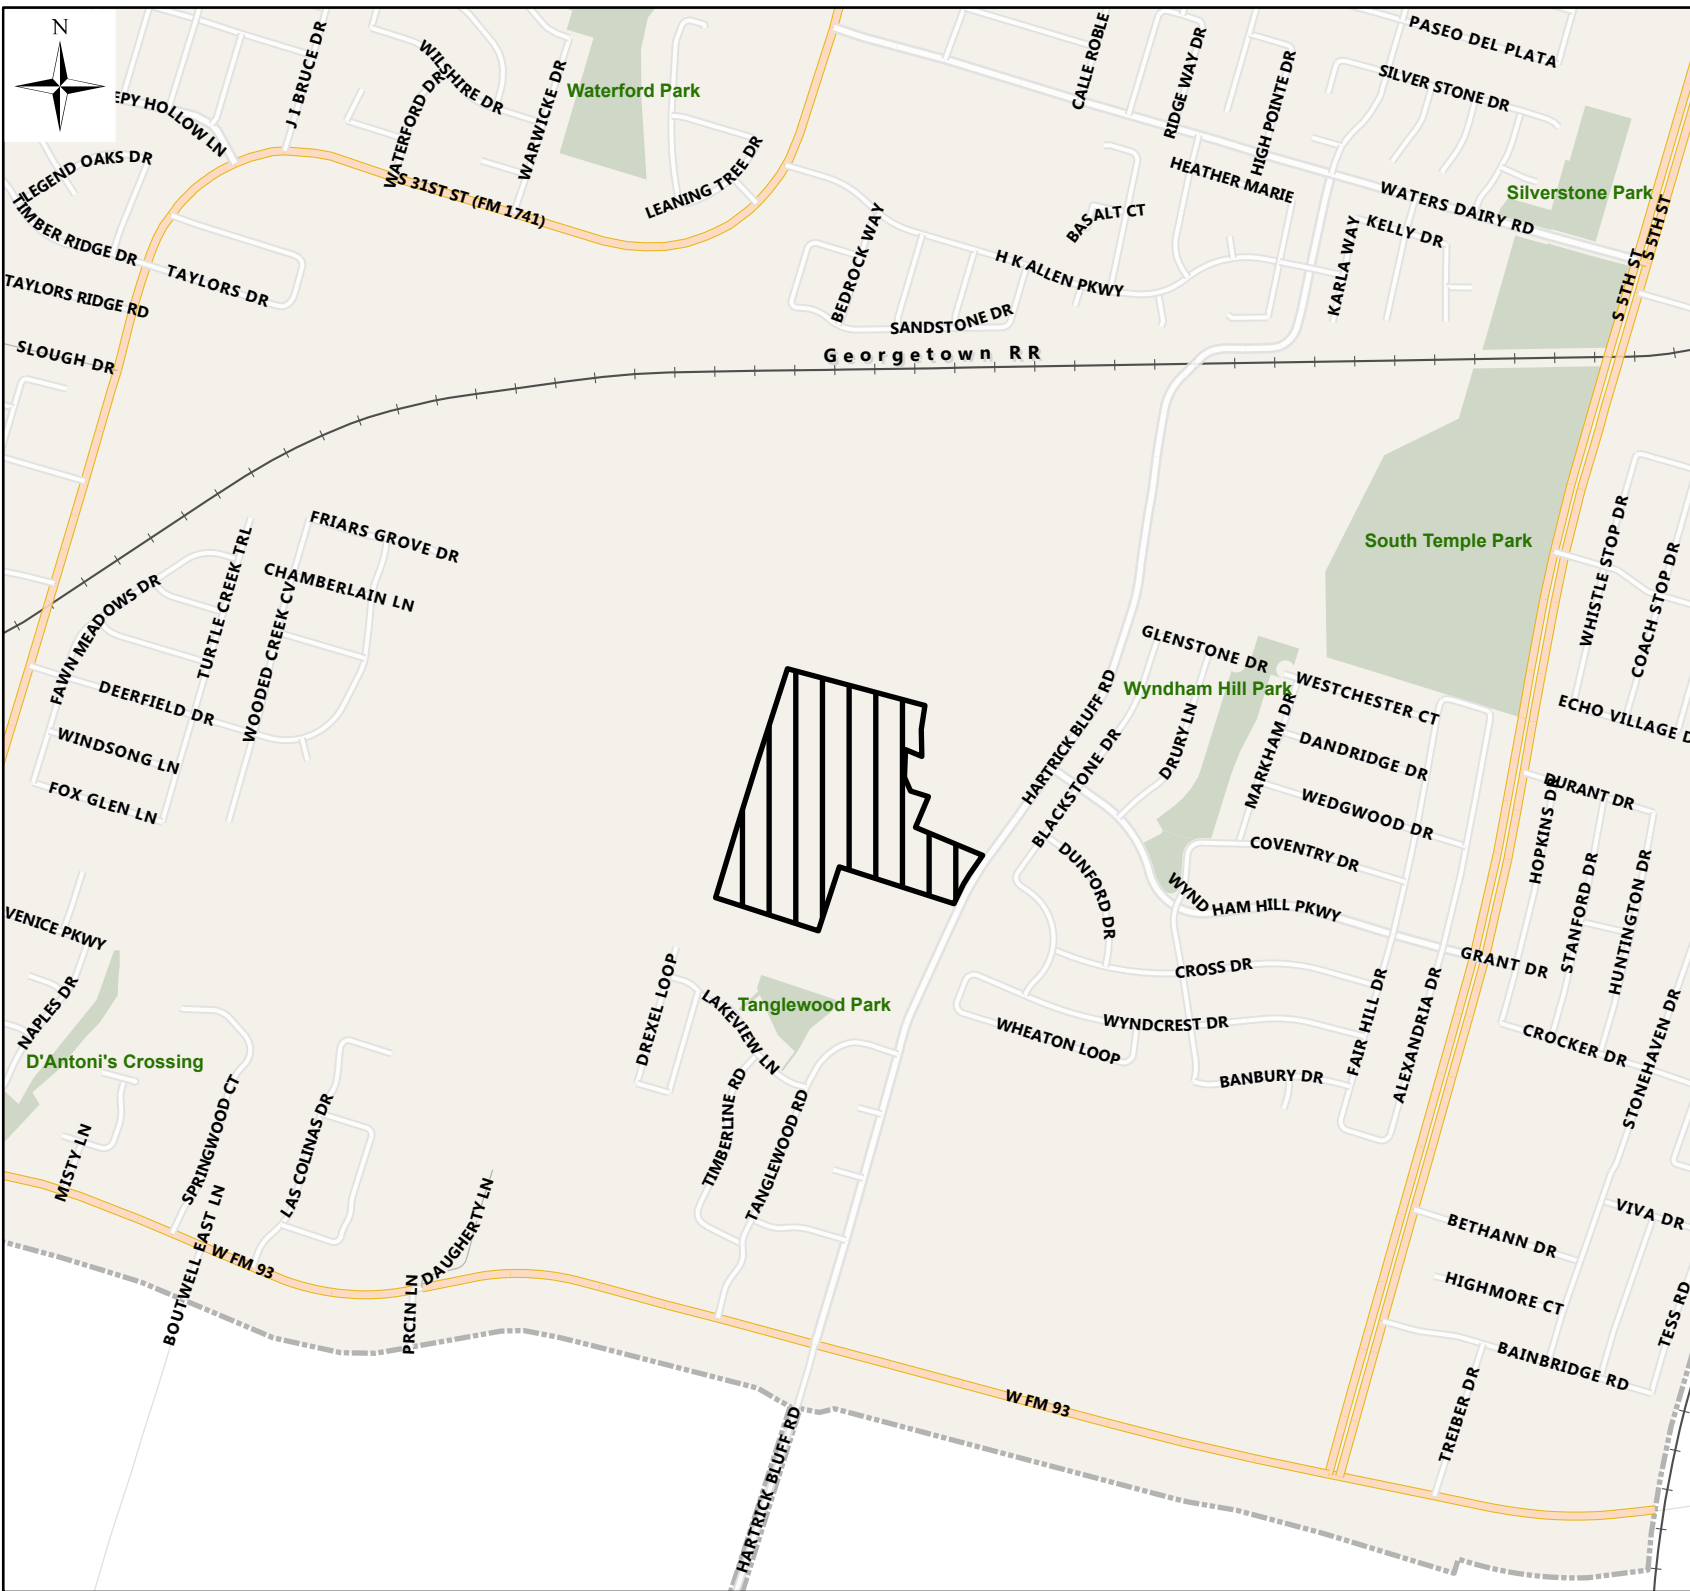 N
J I BRUCE DR
WILSHIRE DR
WATERFORD DR
WARWICKE DR
Waterford Park
CALLE ROBLE
RIDGE WAY DR
HIGH POINTE DR
PASEO DEL PLATA
SILVER STONE DR
EPY HOLLOW LN
LEGEND OAKS DR
S 31ST ST (FM 1741)
LEANING TREE DR
HEATHER MARIE
WATERS DAIRY RD
Silverstone Park
TIMBER RIDGE DR
TAYLORS DR
BEDROCK WAY
BASALT CT
H K ALLEN PKWY
KARLA WAY
KELLY DR
S 5TH ST
S 5TH ST
TAYLORS RIDGE RD
SANDSTONE DR
SLOUGH DR
Georgetown RR
FRIARS GROVE DR
CHAMBERLAIN LN
TURTLE CREEK TRL
WOODED CREEK CV
FAWN MEADOWS DR
DEERFIELD DR
WINDSONG LN
FOX GLEN LN
South Temple Park
WHISTLE STOP DR
COACH STOP DR
GLENSTONE DR
Wyndham Hill Park
WESTCHESTER CT
ECHO VILLAGE D
HARTRICK BLUFF RD
BLACKSTONE DR
DRURY LN
MARKHAM DR
DANDRIDGE DR
WEDGWOOD DR
COVENTRY DR
DURANT DR
HOPKINS DR
STANFORD DR
HUNTINGTON DR
DUNFORD DR
WYND
HAM HILL PKWY
GRANT DR
VENICE PKWY
NAPLES DR
D'Antoni's Crossing
DREXEL LOOP
LAKEVIEW LN
Tanglewood Park
CROSS DR
WYNDCREST DR
WHEATON LOOP
BANBURY DR
FAIR HILL DR
ALEXANDRIA DR
CROCKER DR
STONEHAVEN DR
MISTY LN
SPRINGWOOD CT
LAS COLINAS DR
TIMBERLINE RD
TANGLEWOOD RD
BOUTWELL EAST LN
W FM 93
DAUGHERTY LN
PRCIN LN
VIVA DR
BETHANN DR
HIGHMORE CT
TESS RD
BAINBRIDGE RD
TREIBER DR
W FM 93
HARTRICK BLUFF RD